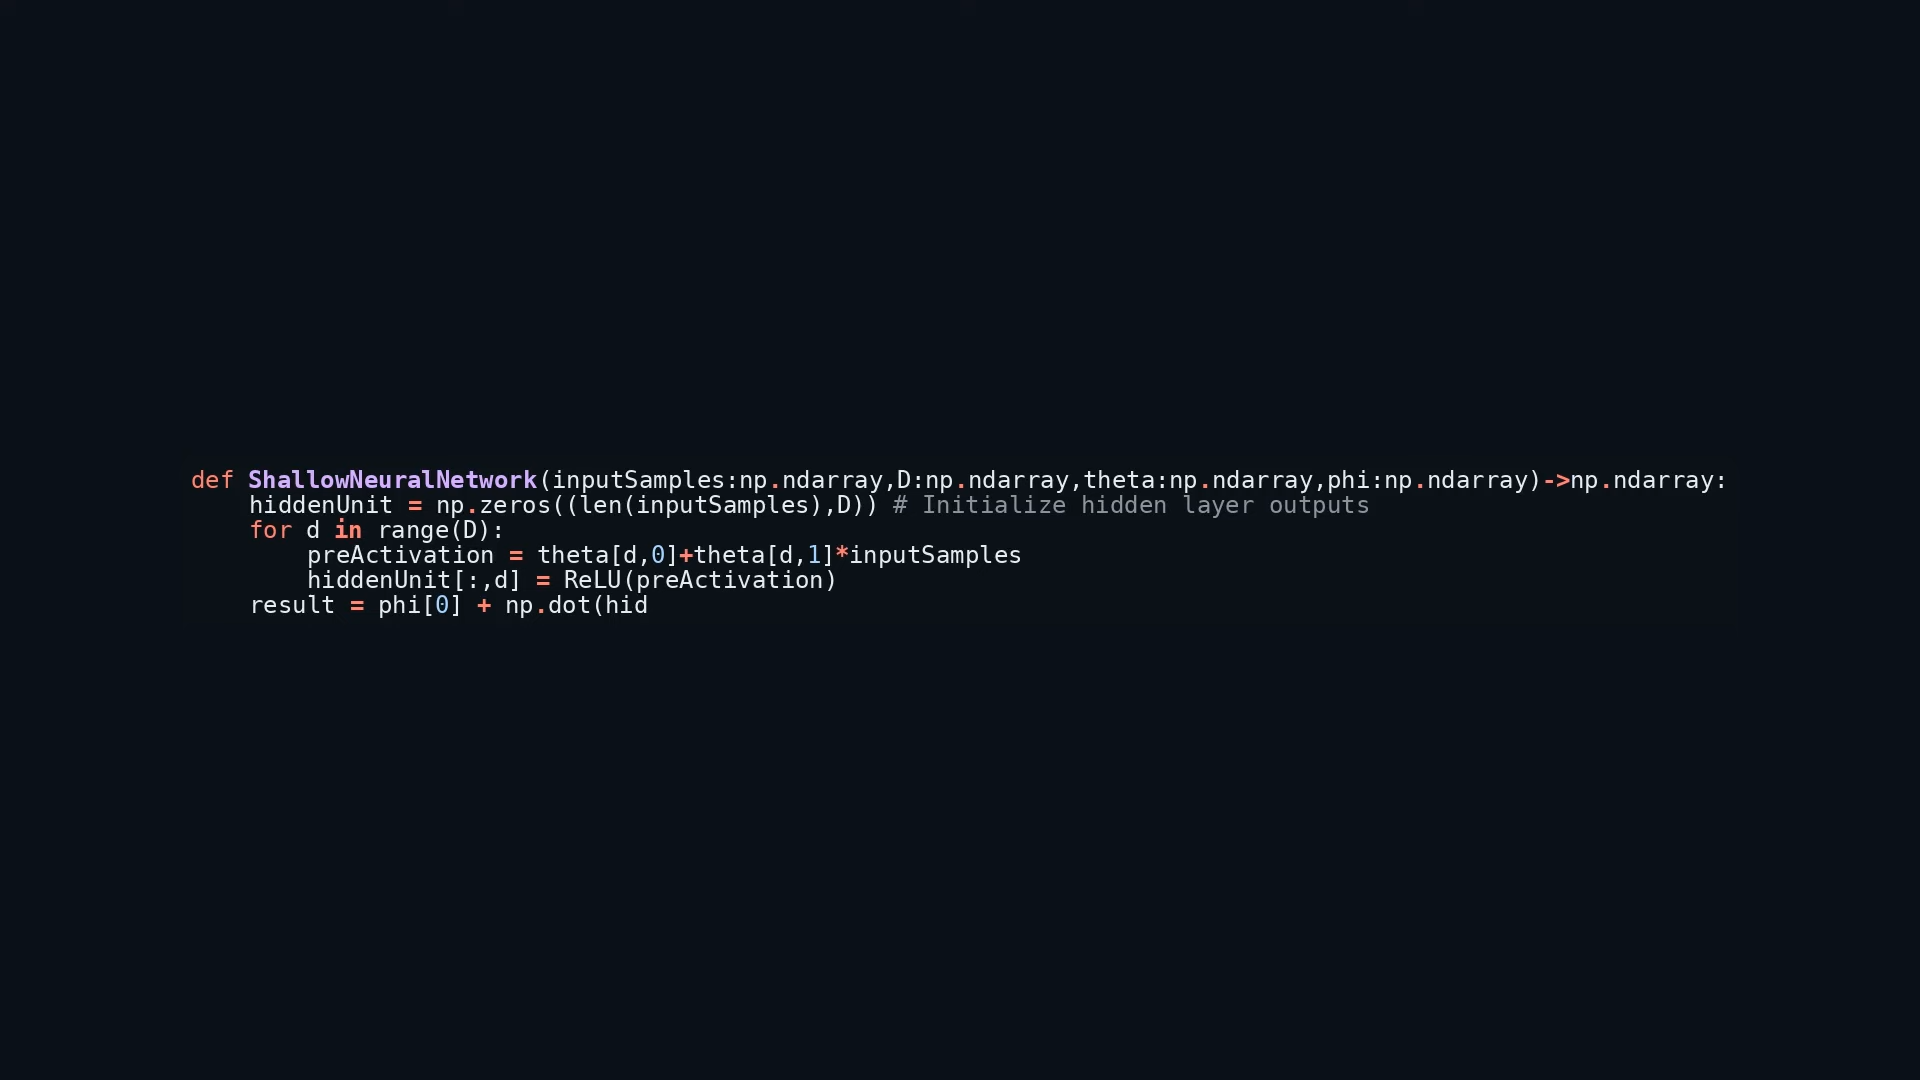 def ShallowNeuralNetwork(inputSamples:np.ndarray,D:np.ndarray,theta:np.ndarray,phi:np.ndarray)->np.ndarray:
    hiddenUnit = np.zeros((len(inputSamples),D)) # Initialize hidden layer outputs
    for d in range(D):
        preActivation = theta[d,0]+theta[d,1]*inputSamples
        hiddenUnit[:,d] = ReLU(preActivation)
    result = phi[0] + np.dot(hid